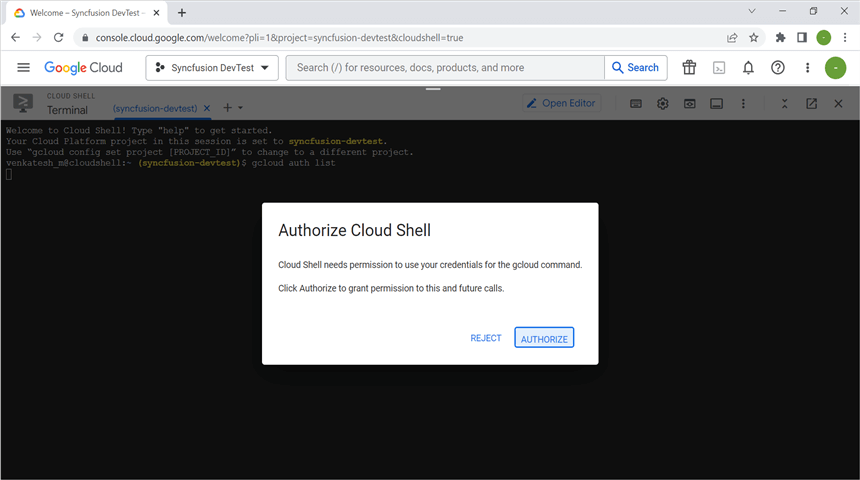 Welcome – Syncfusion DevTest –
console.cloud.google.com/welcome?pli=1&project=syncfusion-devtest&cloudshell=true
Google Cloud
Syncfusion DevTest
Search (/) for resources, docs, products, and more
Search
CLOUD SHELL
Terminal
(syncfusion-devtest)
Open Editor
Welcome to Cloud Shell! Type "help" to get started.
Your Cloud Platform project in this session is set to syncfusion-devtest.
Use “gcloud config set project [PROJECT_ID]” to change to a different project.
venkatesh_m@cloudshell:~ (syncfusion-devtest)$ gcloud auth list
Authorize Cloud Shell
Cloud Shell needs permission to use your credentials for the gcloud command.
Click Authorize to grant permission to this and future calls.
REJECT
AUTHORIZE